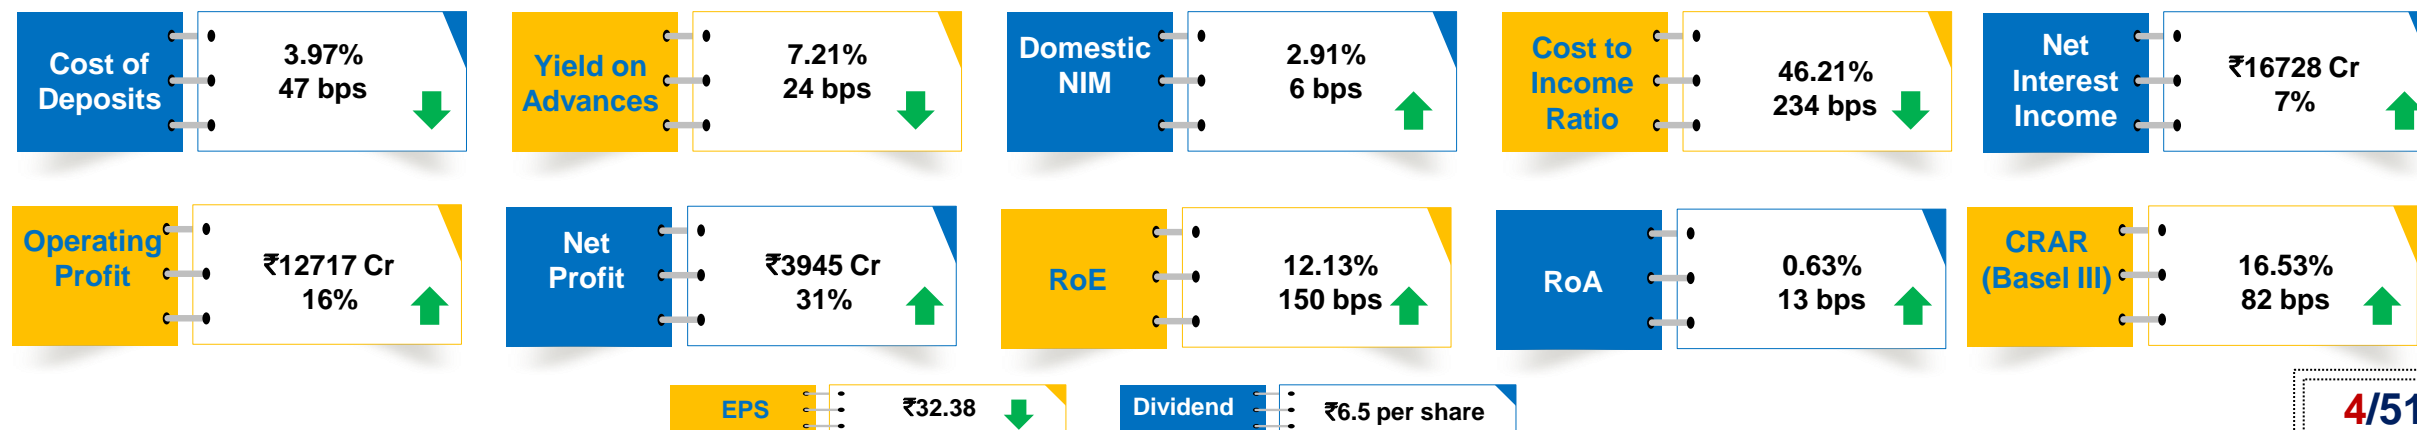 Cost of
Deposits
3.97%
47 bps
Yield on
Advances
7.21%
24 bps
Domestic
NIM
2.91%
6 bps
Cost to
Income
Ratio
46.21%
234 bps
Net
Interest
Income
₹16728 Cr
7%
Operating
Profit
₹12717 Cr
16%
Net
Profit
₹3945 Cr
31%
RoE
12.13%
150 bps
RoA
0.63%
13 bps
CRAR
(Basel III)
16.53%
82 bps
EPS
₹32.38
Dividend
₹6.5 per share
4/51